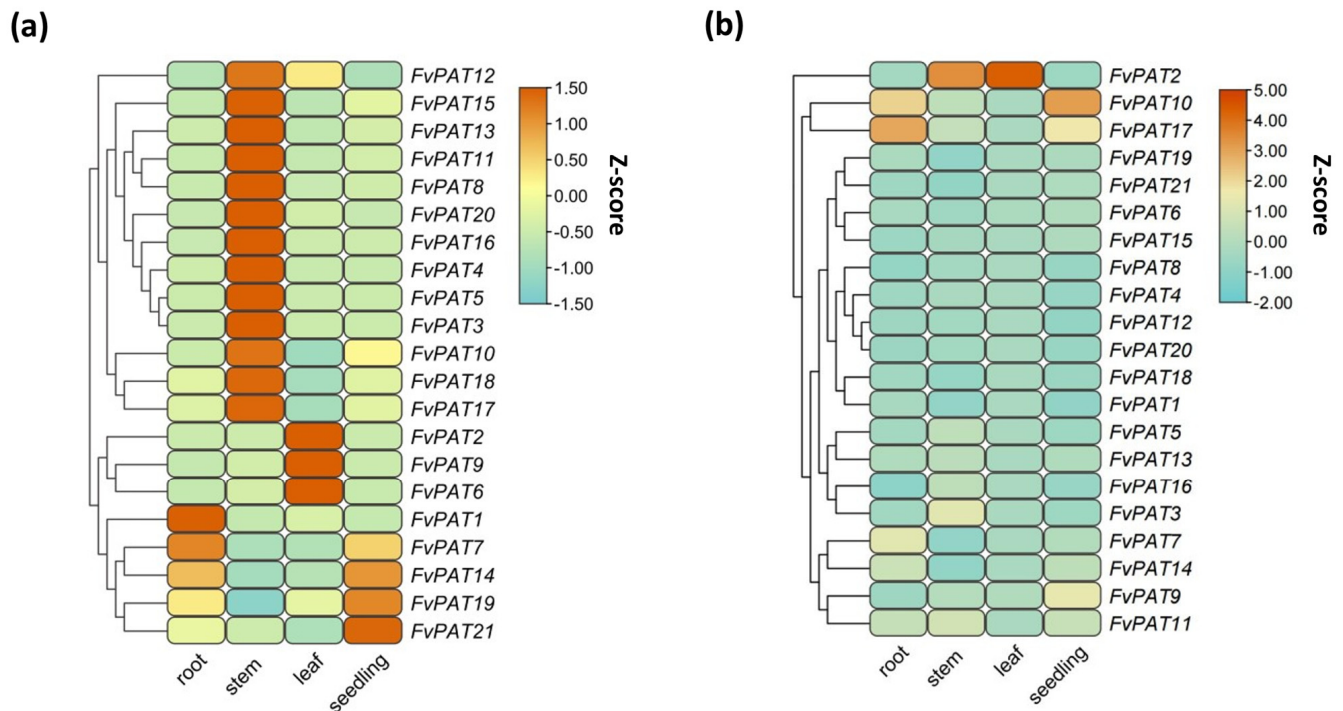 (a)
FvPAT12
FvPAT15
FvPAT13
FvPAT11
FvPAT8
FvPAT20
FvPAT16
FvPAT4
FvPAT5
FvPAT3
FvPAT10
FvPAT18
FvPAT17
FvPAT2
FvPAT9
FvPAT6
FvPAT1
FvPAT7
FvPAT14
FvPAT19
FvPAT21
root
stem
leaf
seedling
1.50
1.00
0.50
0.00
-0.50
-1.00
-1.50
Z-score
(b)
FvPAT2
FvPAT10
FvPAT17
FvPAT19
FvPAT21
FvPAT6
FvPAT15
FvPAT8
FvPAT4
FvPAT12
FvPAT20
FvPAT18
FvPAT1
FvPAT5
FvPAT13
FvPAT16
FvPAT3
FvPAT7
FvPAT14
FvPAT9
FvPAT11
root
stem
leaf
seedling
5.00
4.00
3.00
2.00
1.00
0.00
-1.00
-2.00
Z-score